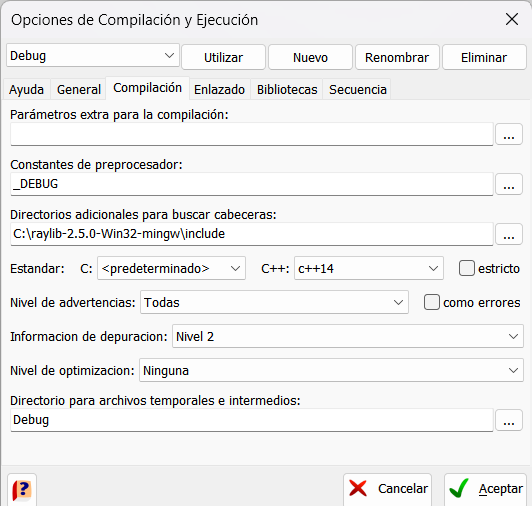 Opciones de Compilación y Ejecución
Debug Utilizar Nuevo Renombrar Eliminar
Ayuda General Compilación Enlazado Bibliotecas Secuencia
Parámetros extra para la compilación:
...
Constantes de preprocesador:
_DEBUG ...
Directorios adicionales para buscar cabeceras:
C:\raylib-2.5.0-Win32-mingw\include ...
Estandar: C: <predeterminado> C++: c++14 estricto
Nivel de advertencias: Todas como errores
Informacion de depuracion: Nivel 2
Nivel de optimizacion: Ninguna
Directorio para archivos temporales e intermedios:
Debug ...
? Cancelar Aceptar